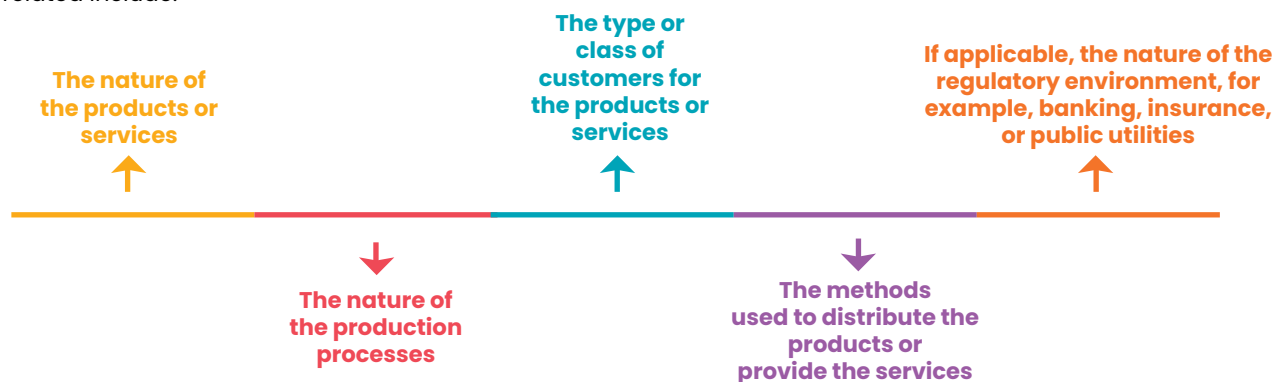 related include:
The nature of
the products or
services
The nature of
the production
processes
The type or
class of
customers for
the products or
services
The methods
used to distribute the
products or
provide the services
If applicable, the nature of the
regulatory environment, for
example, banking, insurance,
or public utilities